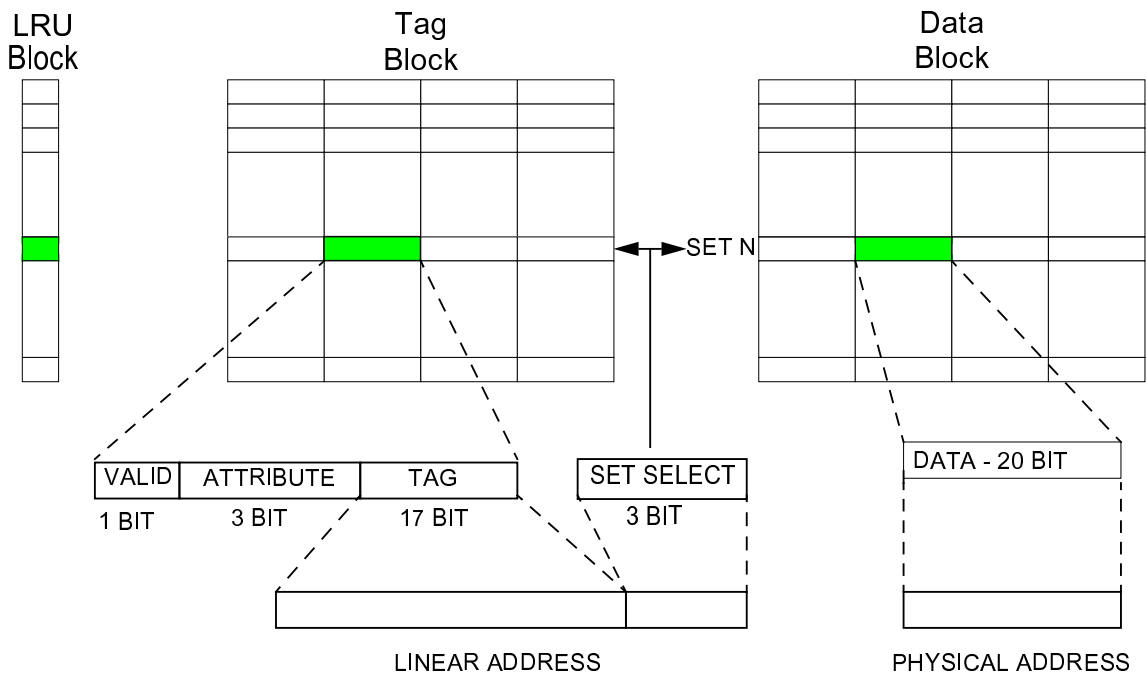 LRU
Block
Tag
Block
Data
Block
SET N
VALID
ATTRIBUTE
TAG
SET SELECT
DATA - 20 BIT
1 BIT
3 BIT
17 BIT
3 BIT
LINEAR ADDRESS
PHYSICAL ADDRESS